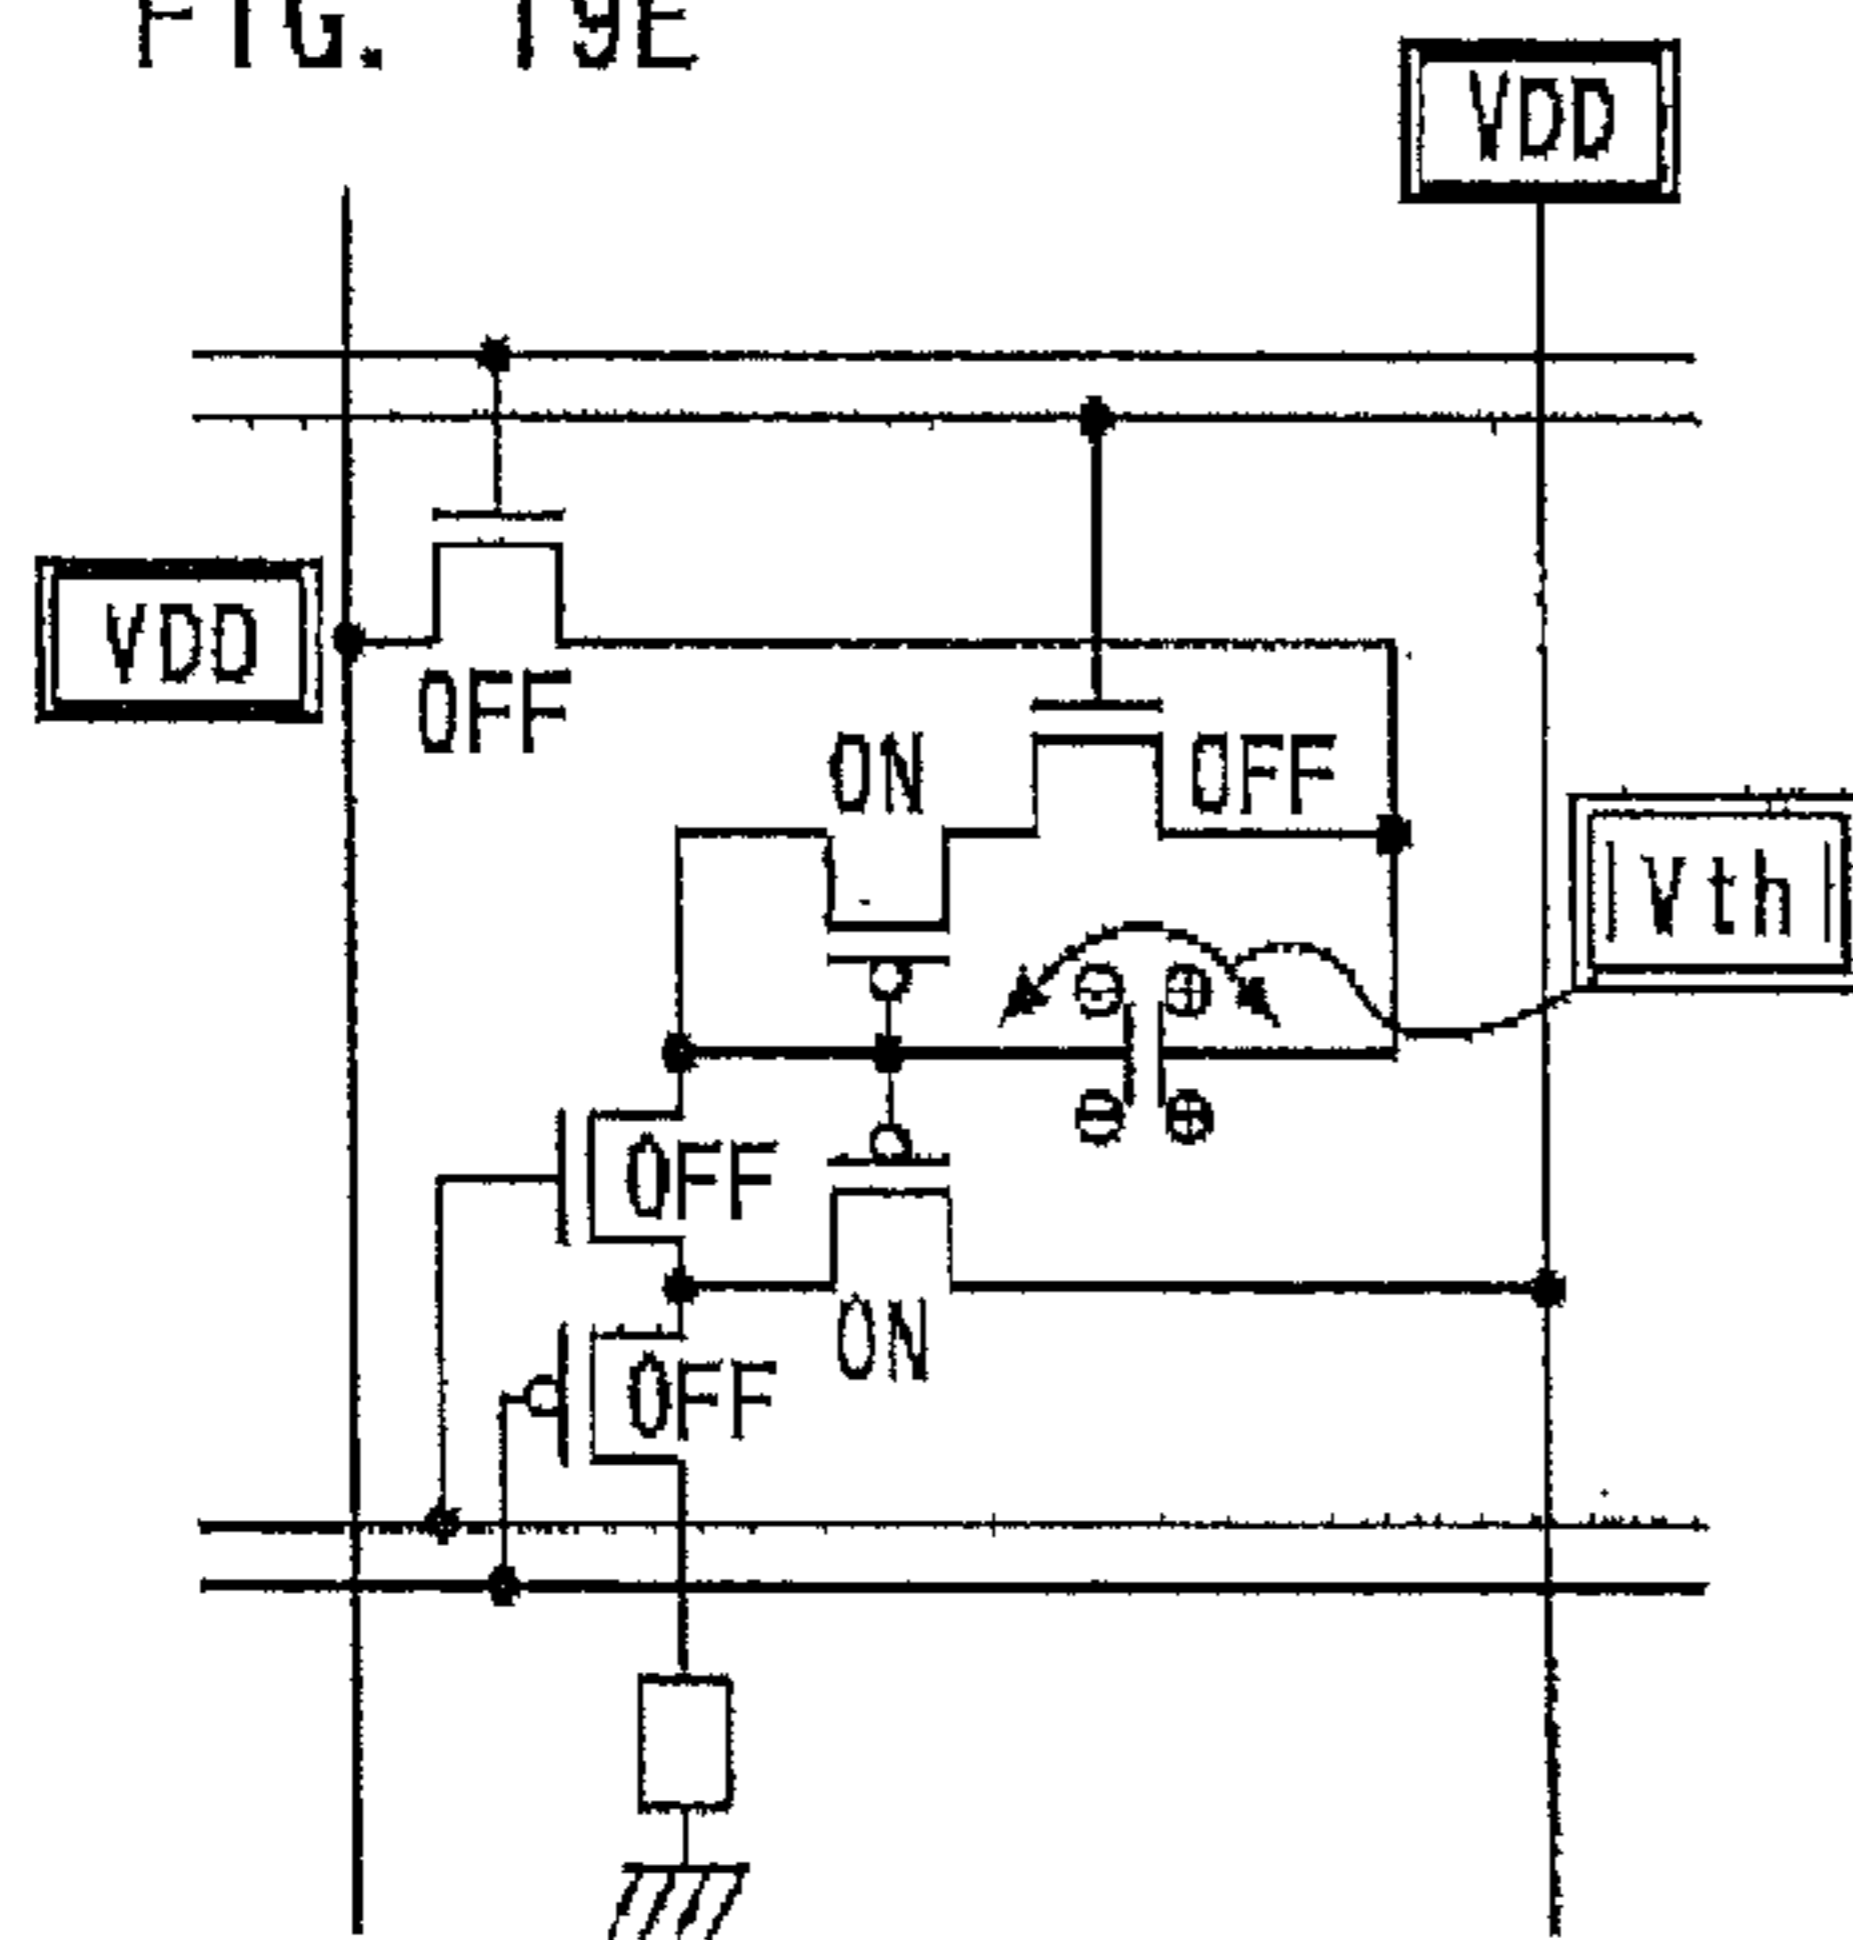 FIG. 19E
VDD
VDD
OFF
ON
OFF
|Vth|
⊖ ⊕
⊖ ⊕
OFF
ON
OFF